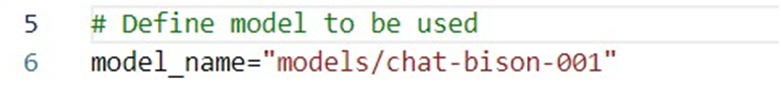 5 # Define model to be used
6 model_name="models/chat-bison-001"